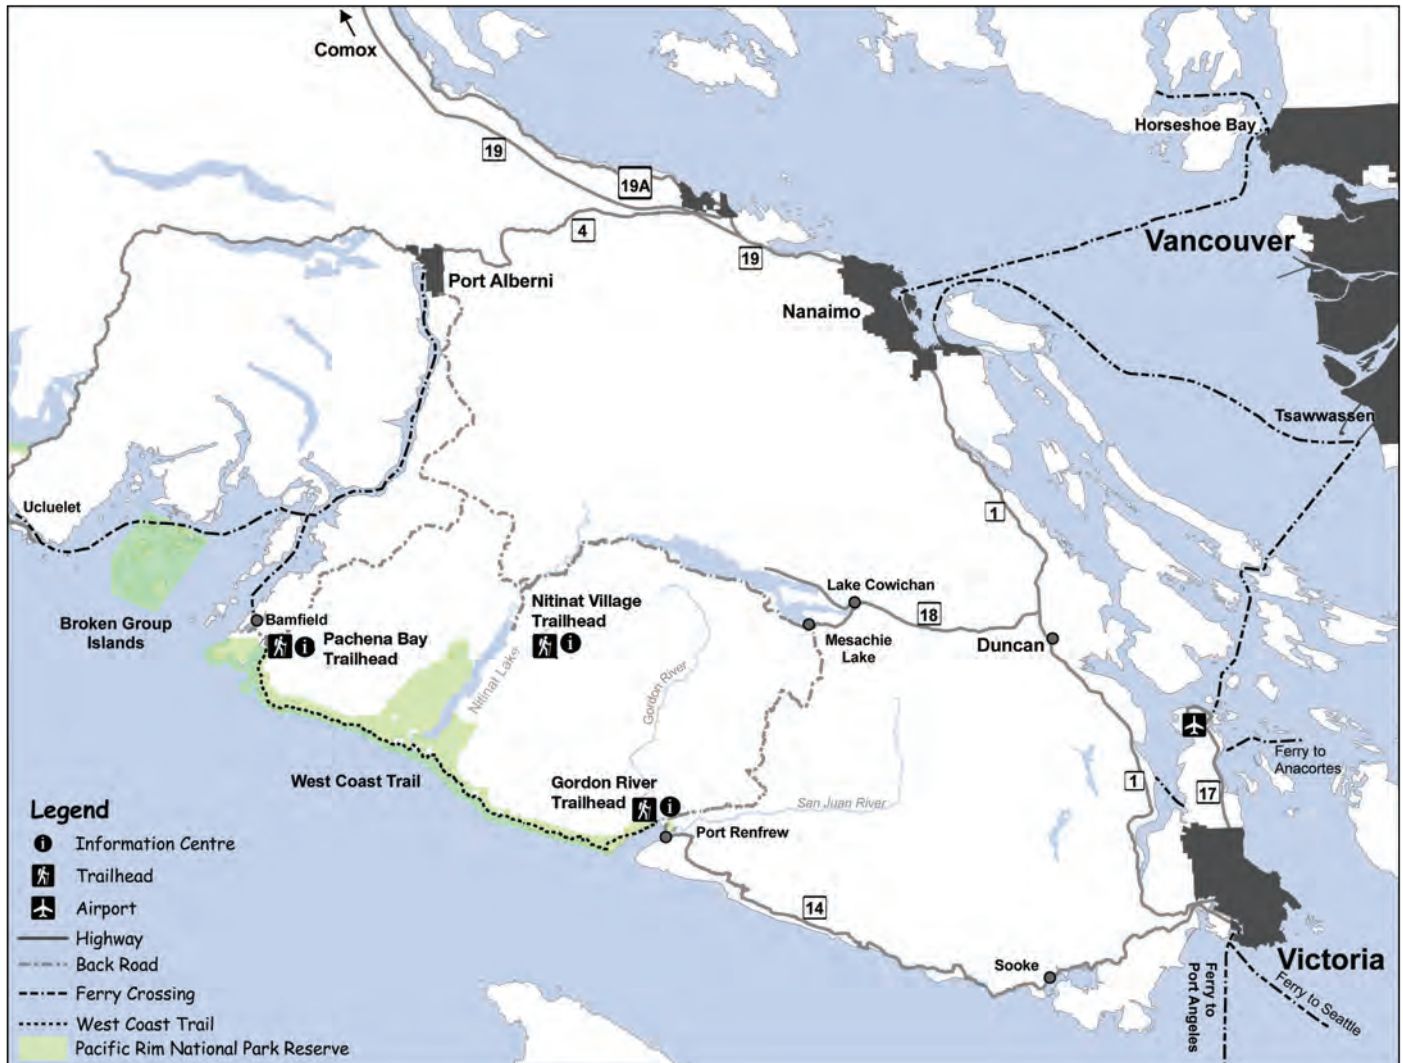 Comox
Horseshoe Bay
19
19A
4
19
Vancouver
Port Alberni
Nanaimo
Tsawwassen
Ucluelet
1
Lake Cowichan
Nitinat Village
Trailhead
i
18
Broken Group
Islands
Bamfield
Pachena Bay
Trailhead
i
Mesachie
Lake
Duncan
Nitinat Lake
Gordon River
Ferry to
Anacortes
West Coast Trail
Gordon River
Trailhead
i
1
17
San Juan River
Port Renfrew
14
Sooke
Victoria
Ferry to
Port Angeles
Ferry to Seattle
Legend
i Information Centre
Trailhead
Airport
Highway
Back Road
Ferry Crossing
West Coast Trail
Pacific Rim National Park Reserve